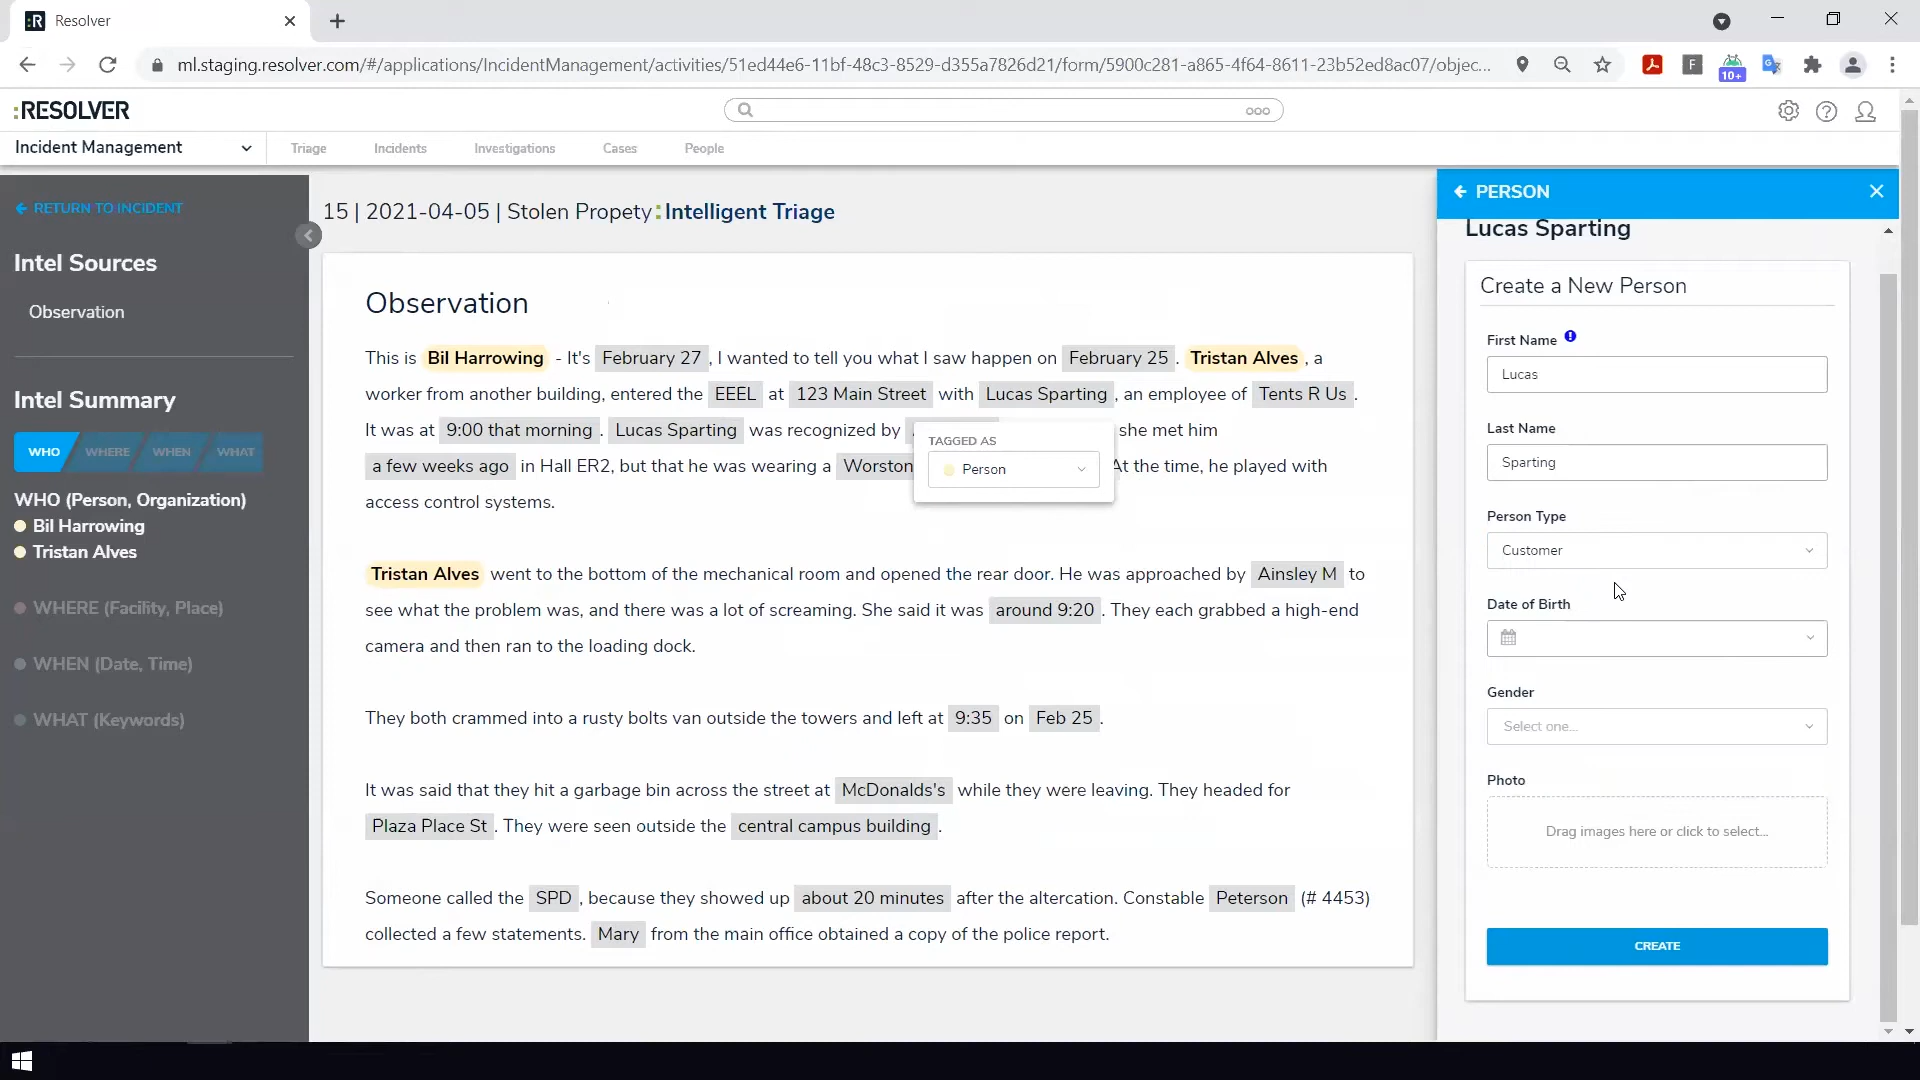 Resolver
ml.staging.resolver.com/#/applications/IncidentManagement/activities/51ed44e6-11bf-48c3-8529-d355a7826d21/form/5900c281-a865-4f64-8611-23b52ed8ac07/objec...
F
10+
:RESOLVER
Incident Management
Triage
Incidents
Investigations
Cases
People
RETURN TO INCIDENT
Intel Sources
Observation
Intel Summary
WHO WHERE WHEN WHAT
WHO (Person, Organization)
Bil Harrowing
Tristan Alves
WHERE (Facility, Place)
WHEN (Date, Time)
WHAT (Keywords)
15 | 2021-04-05 | Stolen Propety:Intelligent Triage
Observation
This is Bil Harrowing - It's February 27, I wanted to tell you what I saw happen on February 25. Tristan Alves, a
worker from another building, entered the EEEL at 123 Main Street with Lucas Sparting, an employee of Tents R Us.
It was at 9:00 that morning. Lucas Sparting was recognized by she met him
a few weeks ago in Hall ER2, but that he was wearing a Worston At the time, he played with
access control systems.
TAGGED AS
Person
Tristan Alves went to the bottom of the mechanical room and opened the rear door. He was approached by Ainsley M to
see what the problem was, and there was a lot of screaming. She said it was around 9:20. They each grabbed a high-end
camera and then ran to the loading dock.
They both crammed into a rusty bolts van outside the towers and left at 9:35 on Feb 25.
It was said that they hit a garbage bin across the street at McDonalds's while they were leaving. They headed for
Plaza Place St. They were seen outside the central campus building.
Someone called the SPD, because they showed up about 20 minutes after the altercation. Constable Peterson (# 4453)
collected a few statements. Mary from the main office obtained a copy of the police report.
PERSON
Lucas Sparting
Create a New Person
First Name
Lucas
Last Name
Sparting
Person Type
Customer
Date of Birth
Gender
Select one...
Photo
Drag images here or click to select...
CREATE